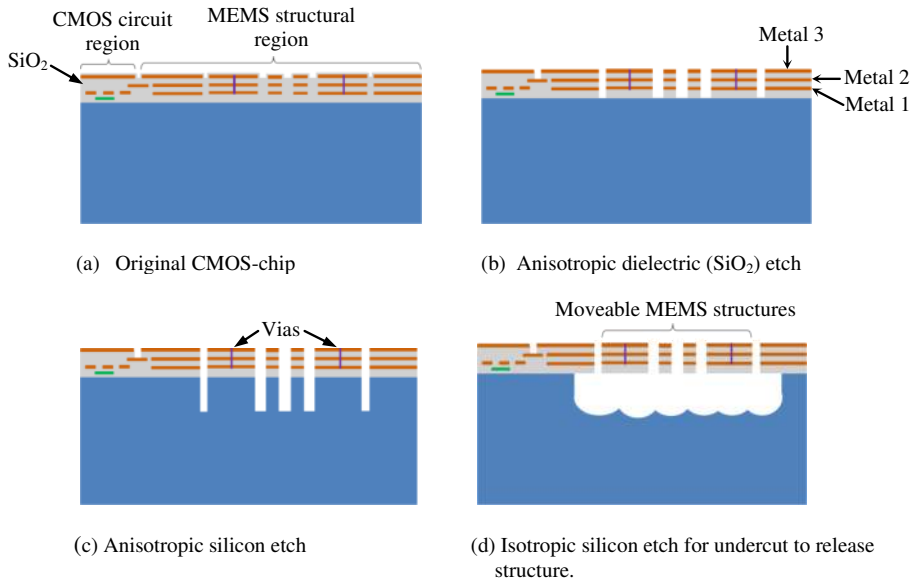 CMOS circuit
region
MEMS structural
region
SiO2
Metal 3
Metal 2
Metal 1
(a) Original CMOS-chip
(b) Anisotropic dielectric (SiO2) etch
Vias
Moveable MEMS structures
(c) Anisotropic silicon etch
(d) Isotropic silicon etch for undercut to release
structure.